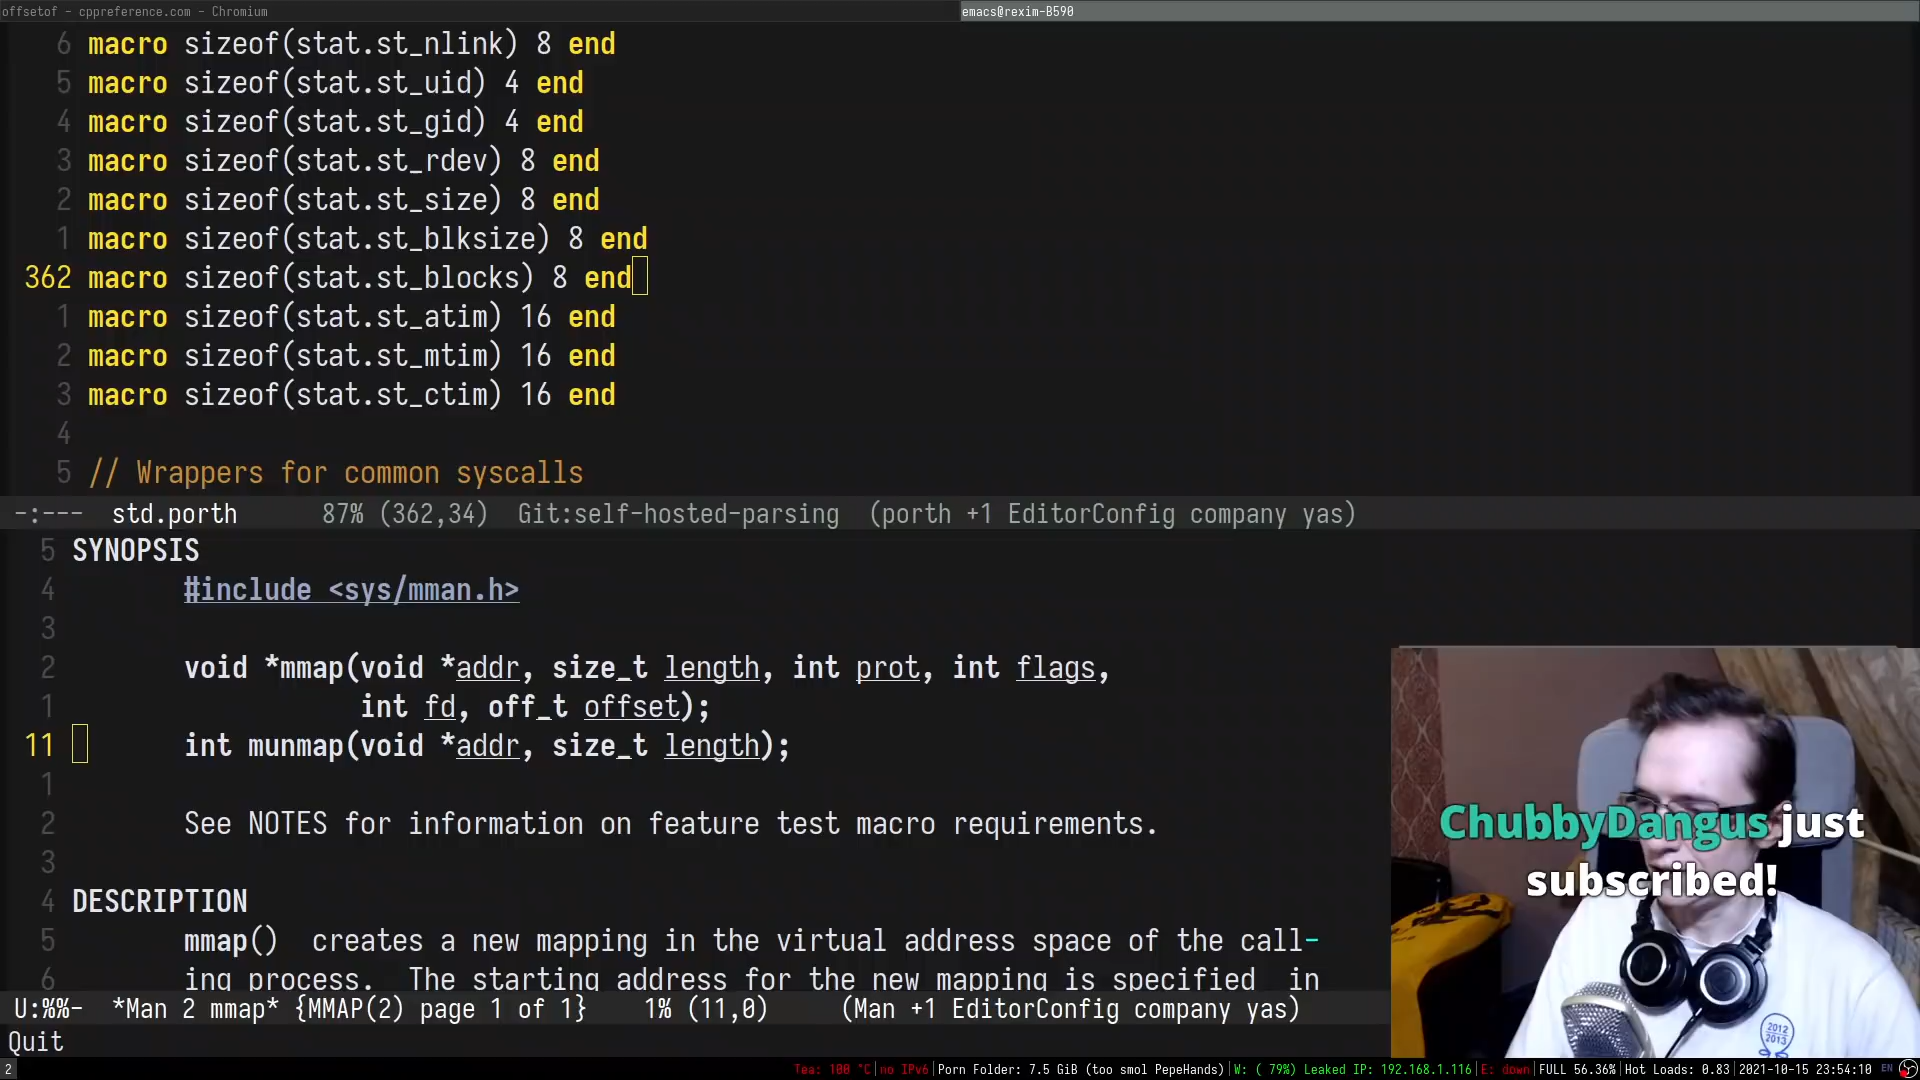 offsetof - cppreference.com - Chromium
emacs@rexim-B590
6 macro sizeof(stat.st_nlink) 8 end
5 macro sizeof(stat.st_uid) 4 end
4 macro sizeof(stat.st_gid) 4 end
3 macro sizeof(stat.st_rdev) 8 end
2 macro sizeof(stat.st_size) 8 end
1 macro sizeof(stat.st_blksize) 8 end
362 macro sizeof(stat.st_blocks) 8 end
1 macro sizeof(stat.st_atim) 16 end
2 macro sizeof(stat.st_mtim) 16 end
3 macro sizeof(stat.st_ctim) 16 end
4
5 // Wrappers for common syscalls
-:--- std.porth 87% (362,34) Git:self-hosted-parsing (porth +1 EditorConfig company yas)
5 SYNOPSIS
4 #include <sys/mman.h>
3
2 void *mmap(void *addr, size_t length, int prot, int flags,
1 int fd, off_t offset);
11 int munmap(void *addr, size_t length);
1
2 See NOTES for information on feature test macro requirements.
3
4 DESCRIPTION
5 mmap() creates a new mapping in the virtual address space of the call-
6 ing process. The starting address for the new mapping is specified in
U:%%- *Man 2 mmap* {MMAP(2) page 1 of 1} 1% (11,0) (Man +1 EditorConfig company yas)
Quit
ChubbyDangus just
subscribed!
2012
2013
2 Tea: 100 °C|no IPv6|Porn Folder: 7.5 GiB (too smol PepeHands)|W: ( 79%) Leaked IP: 192.168.1.116|E: down|FULL 56.36%|Hot Loads: 0.83|2021-10-15 23:54:10 EN